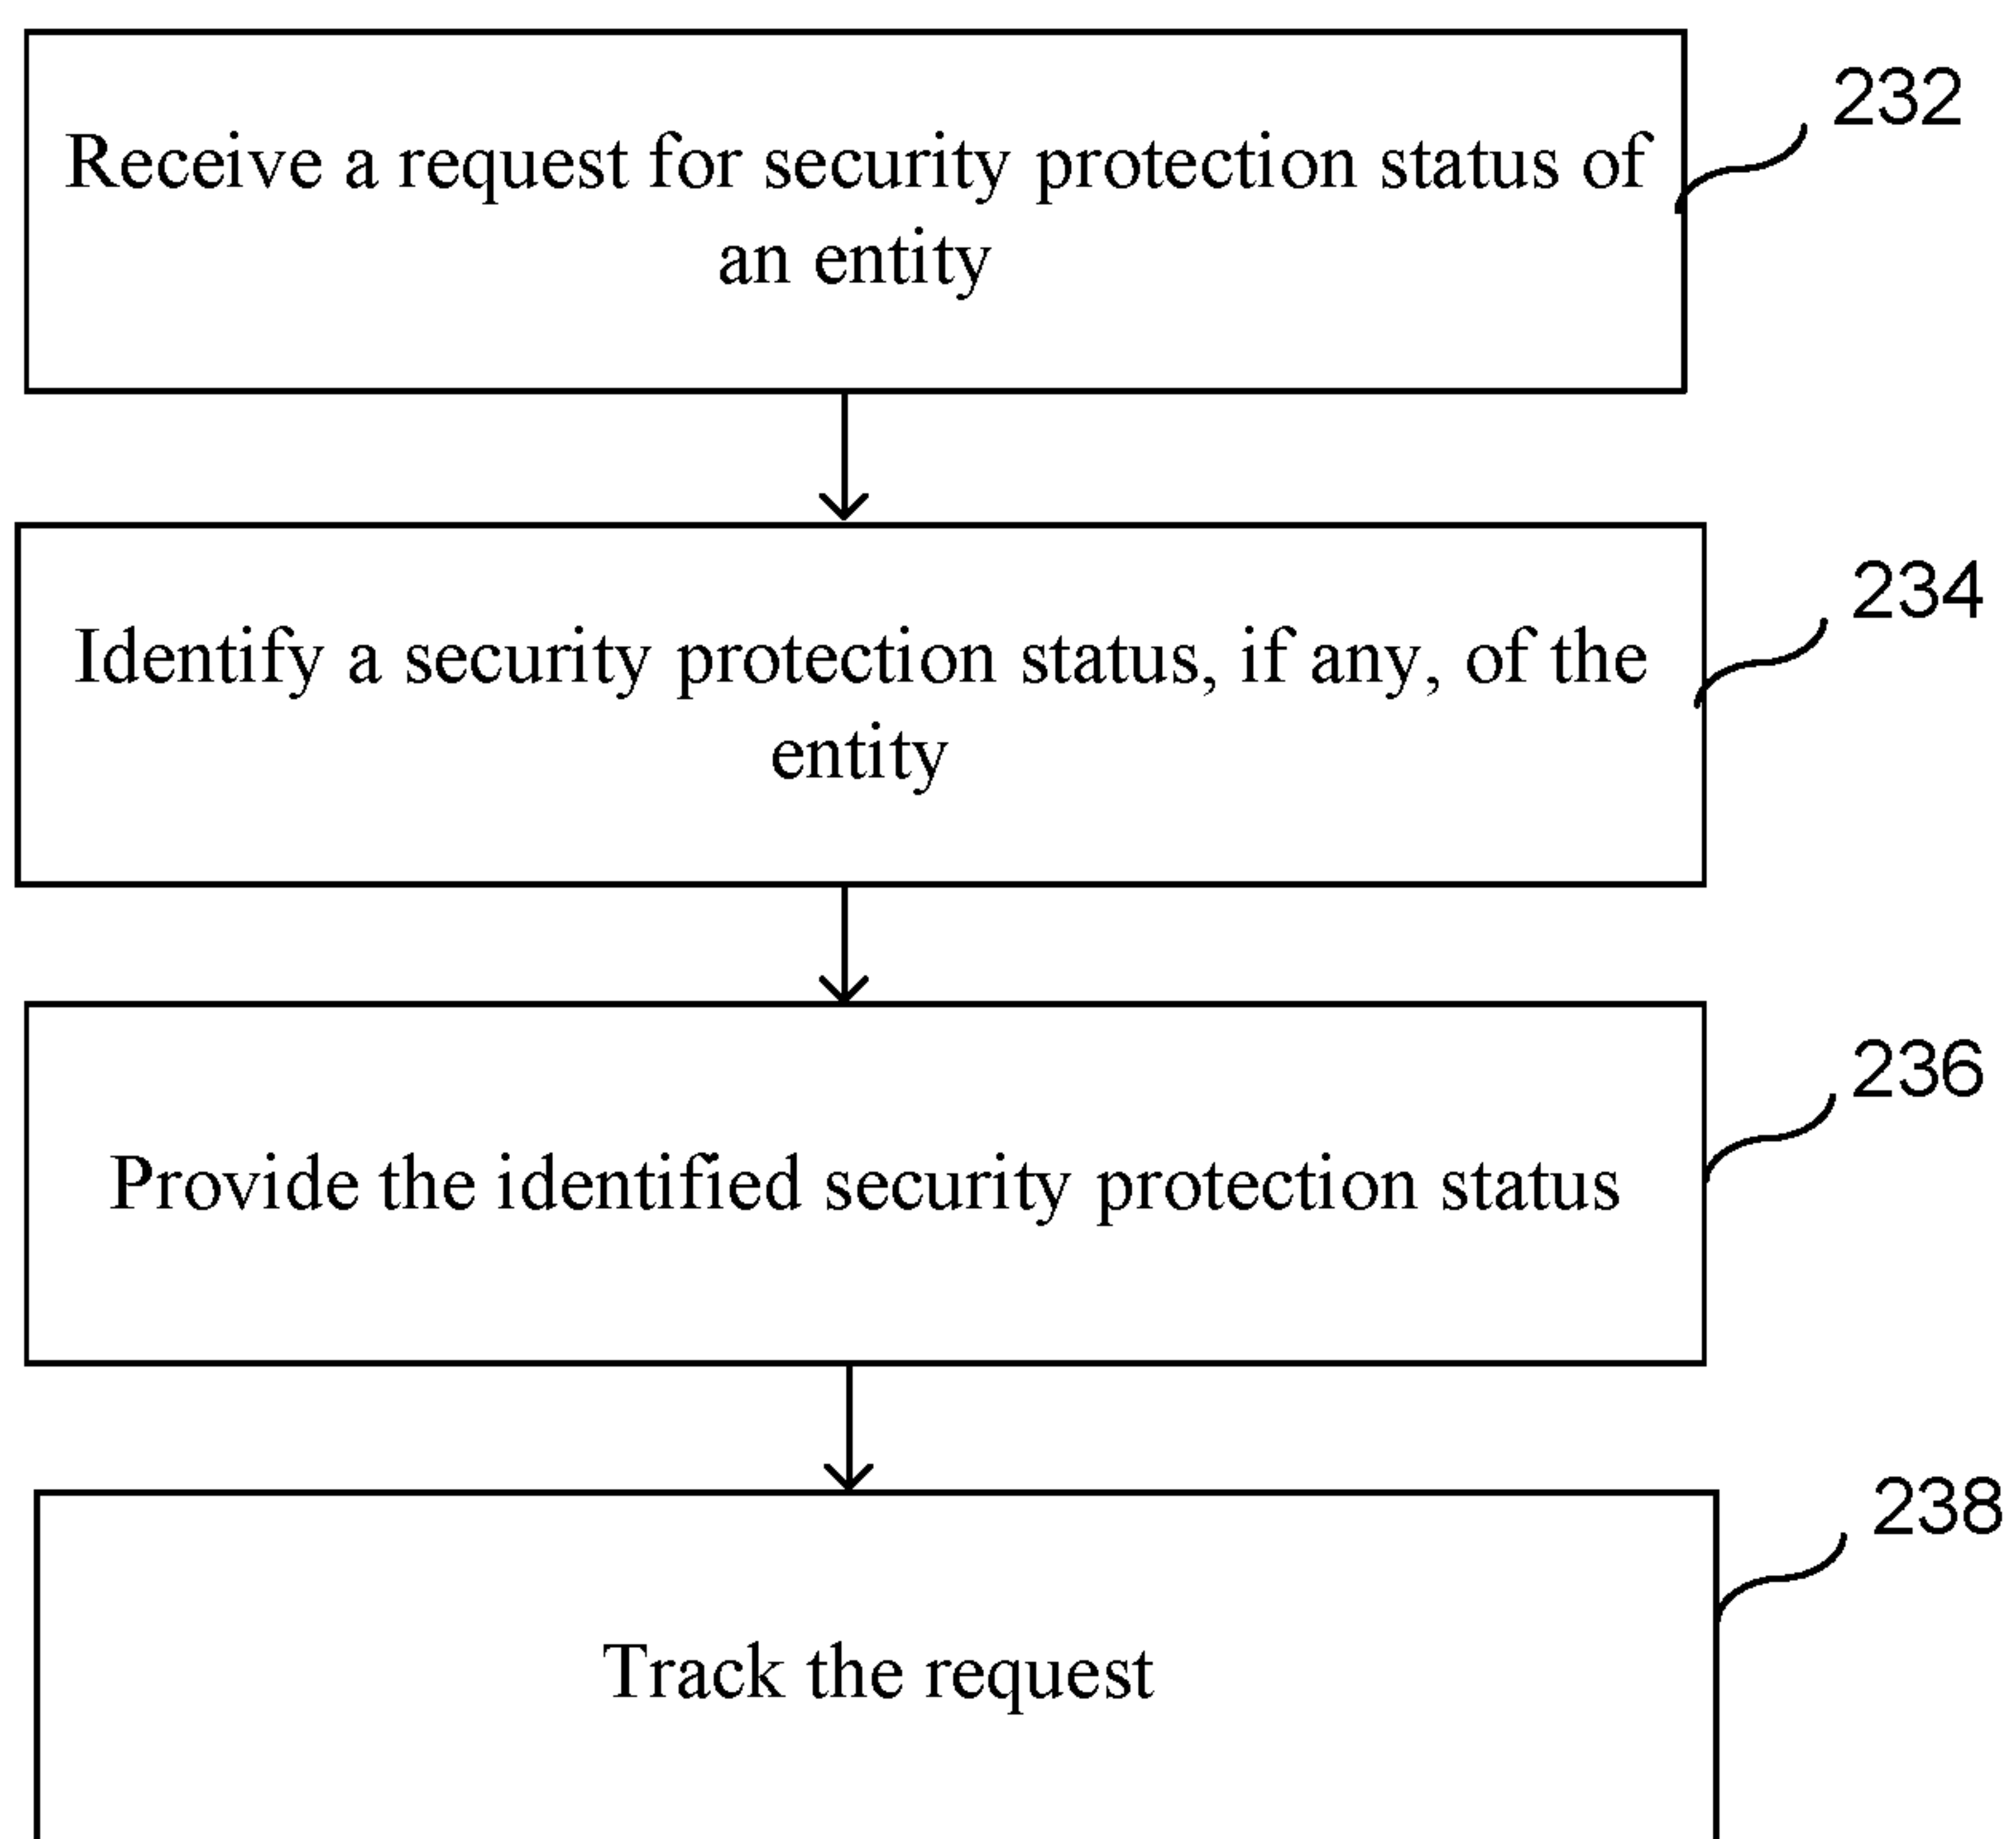 232
Receive a request for security protection status of
an entity
234
Identify a security protection status, if any, of the
entity
236
Provide the identified security protection status
238
Track the request